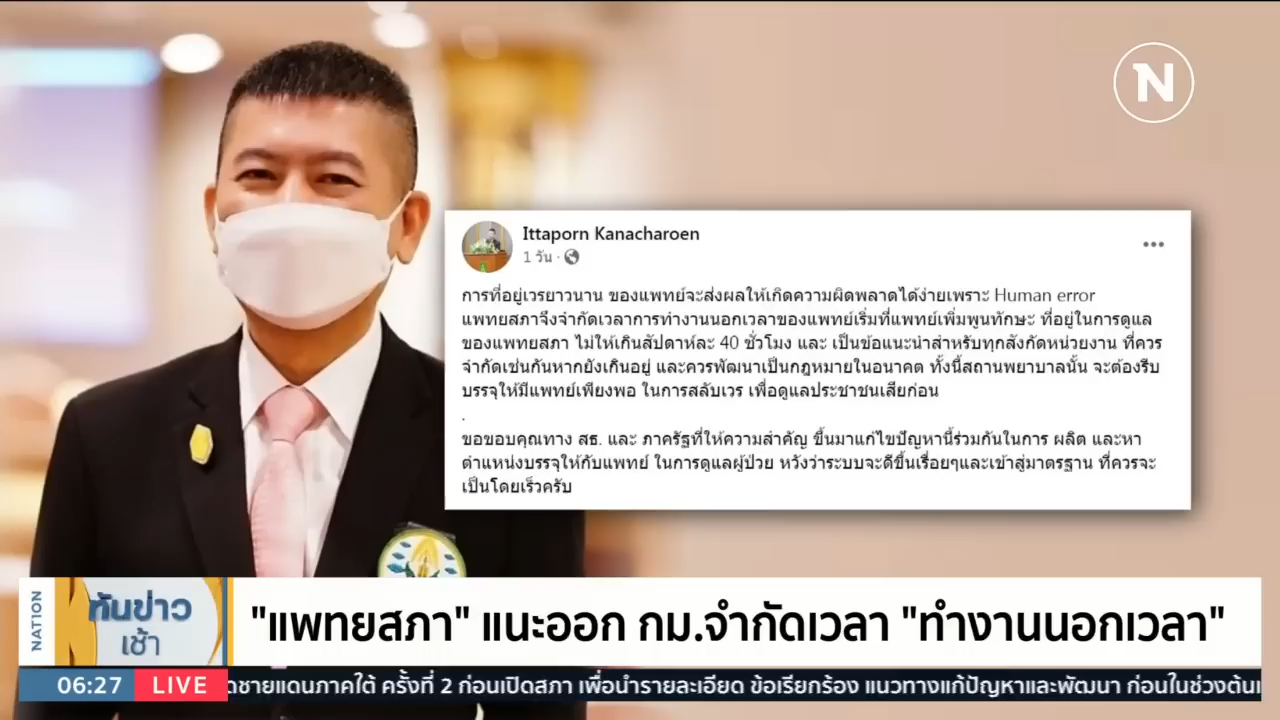 N
Ittaporn Kanacharoen
1 วัน ·
การที่อยู่เวรยาวนาน ของแพทย์จะส่งผลให้เกิดความผิดพลาดได้ง่ายเพราะ Human error
แพทยสภาจึงจำกัดเวลาการทำงานนอกเวลาของแพทย์เริ่มที่แพทย์เพิ่มพูนทักษะ ที่อยู่ในการดูแล
ของแพทยสภา ไม่ให้เกินสัปดาห์ละ 40 ชั่วโมง และ เป็นข้อแนะนำสำหรับทุกสังกัดหน่วยงาน ที่ควร
จำกัดเช่นกันหากยังเกินอยู่ และควรพัฒนาเป็นกฎหมายในอนาคต ทั้งนี้สถานพยาบาลนั้น จะต้องรีบ
บรรจุให้มีแพทย์เพียงพอ ในการสลับเวร เพื่อดูแลประชาชนเสียก่อน
.
ขอขอบคุณทาง สธ. และ ภาครัฐที่ให้ความสำคัญ ขึ้นมาแก้ไขปัญหานี้ร่วมกันในการ ผลิต และหา
ตำแหน่งบรรจุให้กับแพทย์ ในการดูแลผู้ป่วย หวังว่าระบบจะดีขึ้นเรื่อยๆและเข้าสู่มาตรฐาน ที่ควรจะ
เป็นโดยเร็วครับ
NATION
ทันข่าว
เช้า
"แพทยสภา" แนะออก กม.จำกัดเวลา "ทำงานนอกเวลา"
06:27 LIVE
ชายแดนภาคใต้ ครั้งที่ 2 ก่อนเปิดสภา เพื่อนำรายละเอียด ข้อเรียกร้อง แนวทางแก้ปัญหาและพัฒนา ก่อนในช่วงต้น